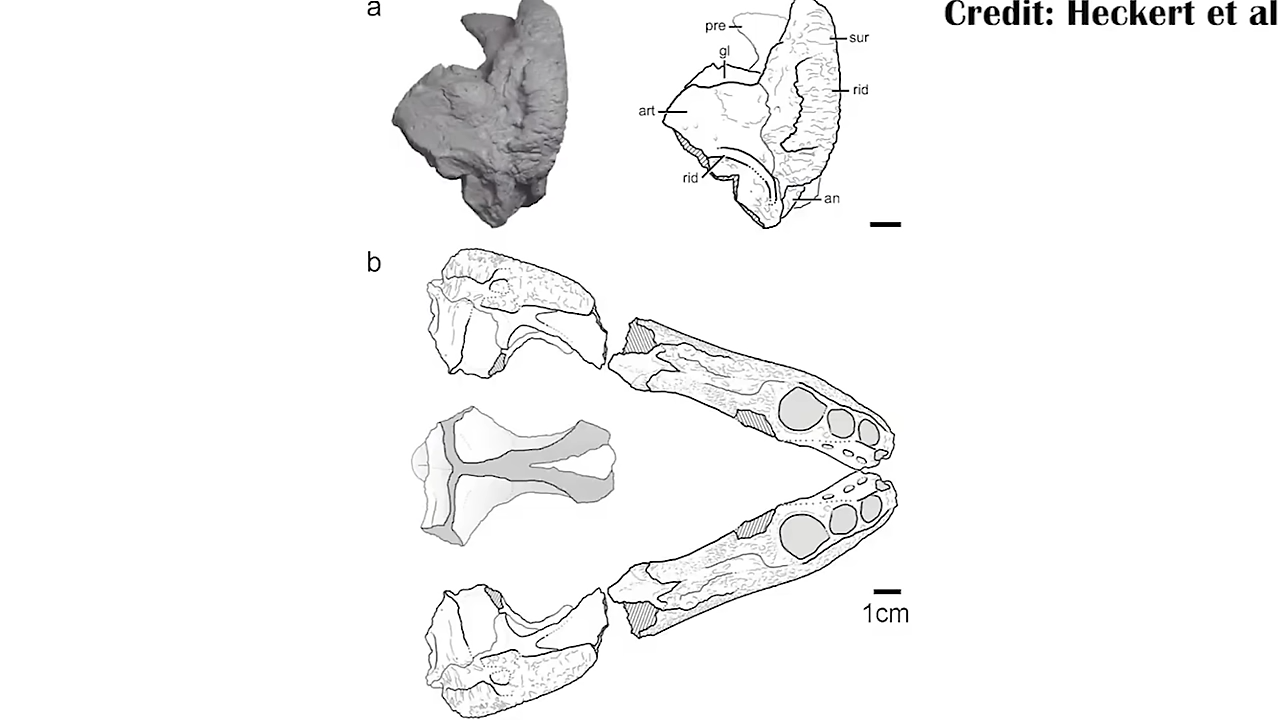 Credit: Heckert et al
a
pre
sur
gl
rid
art
rid
an
b
1cm